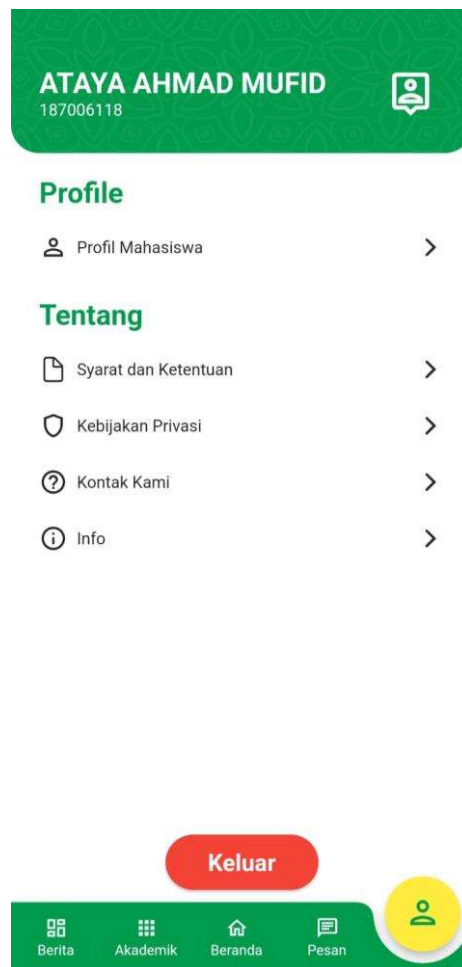 ATAYA AHMAD MUFID
187006118
Profile
Profil Mahasiswa
Tentang
Syarat dan Ketentuan
Kebijakan Privasi
Kontak Kami
Info
Keluar
Berita Akademik Beranda Pesan